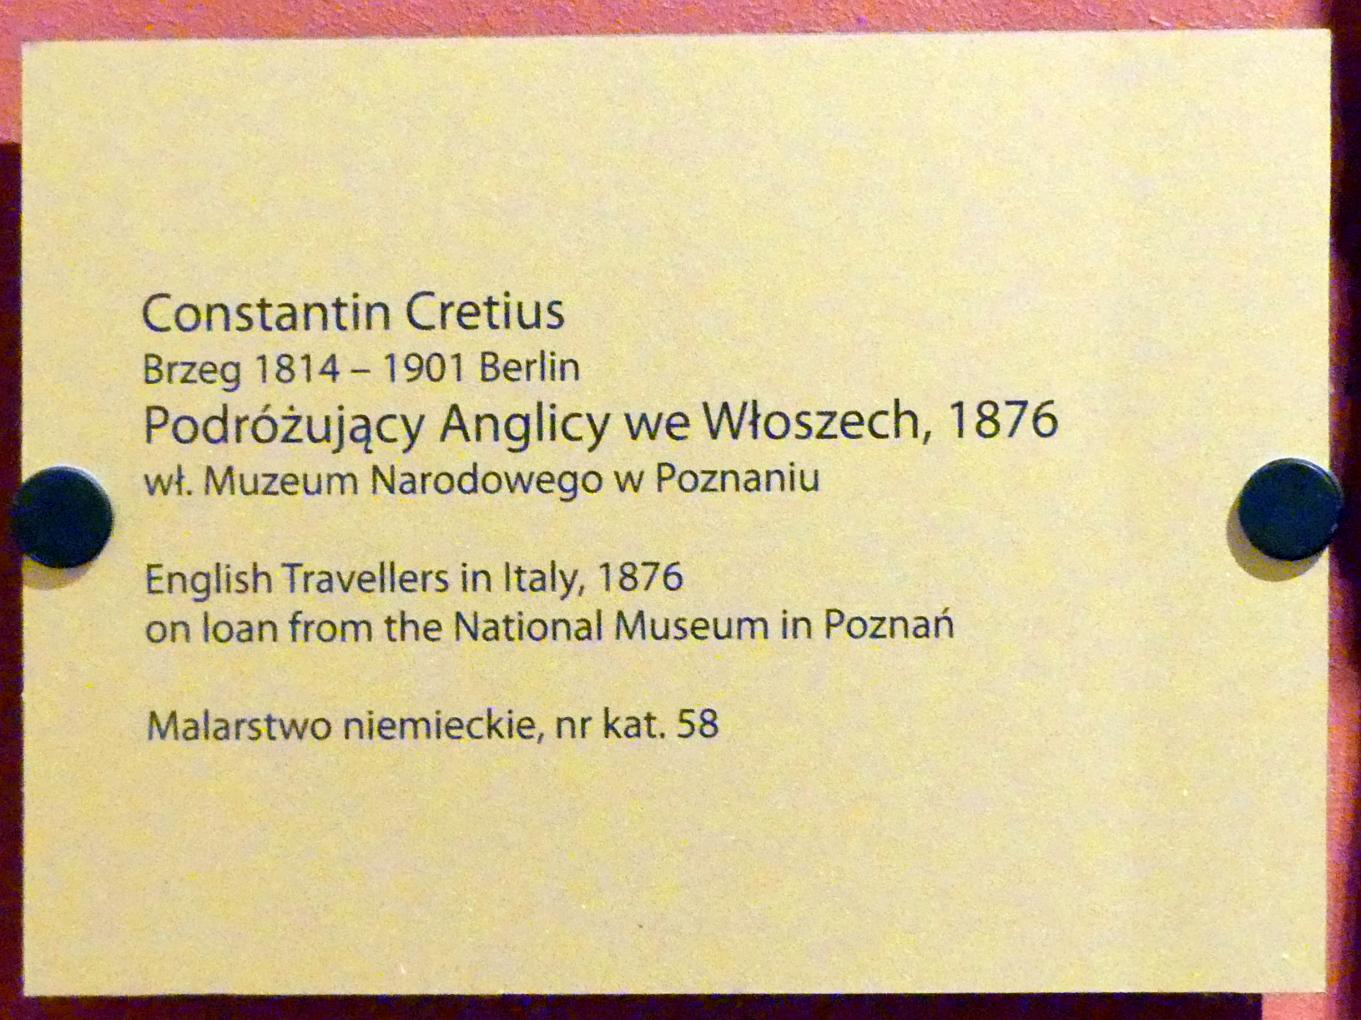 Constantin Cretius
Brzeg 1814 – 1901 Berlin
Podróżujący Anglicy we Włoszech, 1876
wł. Muzeum Narodowego w Poznaniu
English Travellers in Italy, 1876
on loan from the National Museum in Poznań
Malarstwo niemieckie, nr kat. 58